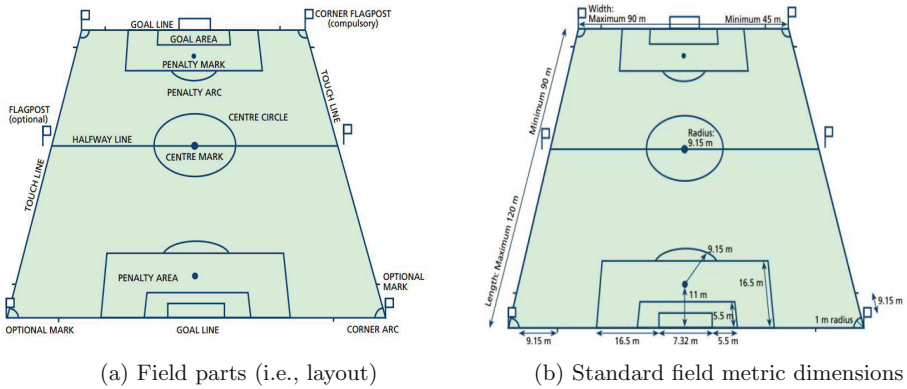 GOAL LINE
CORNER FLAGPOST
(compulsory)
GOAL AREA
PENALTY MARK
PENALTY ARC
TOUCH LINE
FLAGPOST
(optional)
CENTRE CIRCLE
HALFWAY LINE
CENTRE MARK
TOUCH LINE
PENALTY AREA
OPTIONAL
MARK
OPTIONAL MARK
GOAL LINE
CORNER ARC
(a) Field parts (i.e., layout)
Width:
Maximum 90 m
Minimum 45 m
Minimum 90 m
Radius:
9.15 m
Length: Maximum 120 m
9.15 m
16.5 m
11 m
5.5 m
9.15 m
1 m radius
9.15 m
16.5 m
7.32 m
5.5 m
(b) Standard field metric dimensions